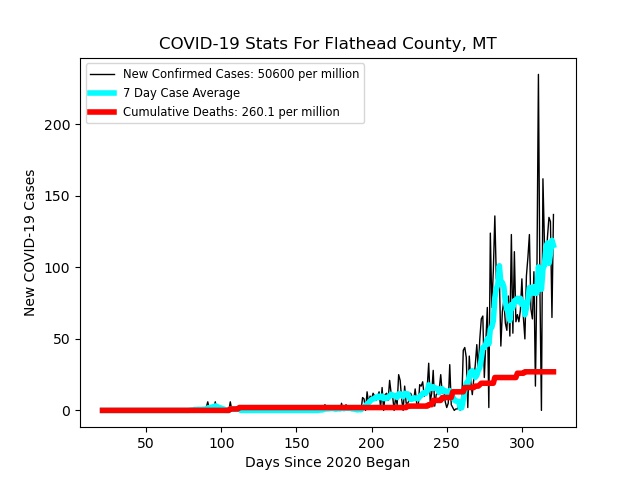 COVID-19 Stats For Flathead County, MT
New Confirmed Cases: 50600 per million
7 Day Case Average
Cumulative Deaths: 260.1 per million
New COVID-19 Cases
200
150
100
50
0
50 100 150 200 250 300
Days Since 2020 Began